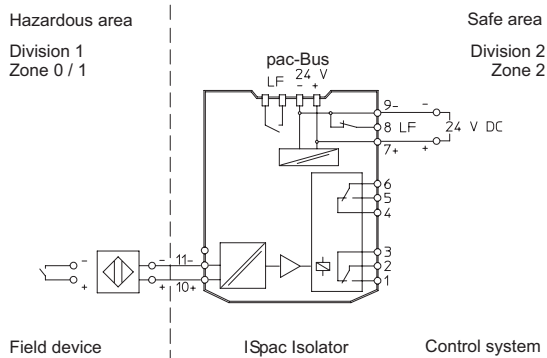 Hazardous area
Safe area
Division 1
Zone 0 / 1
Division 2
Zone 2
pac-Bus
LF 24 V
- +
9- -
8 LF 24 V DC
7+ +
6
5
4
3
2
1
- - 11-
+ + 10+
Field device
ISpac Isolator
Control system